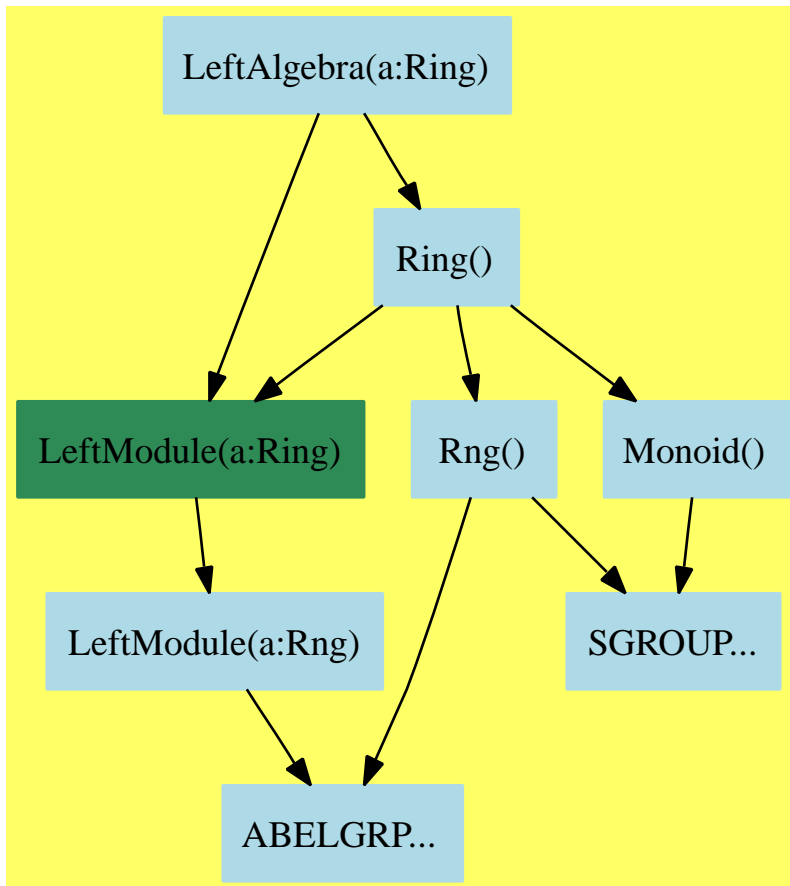 LeftAlgebra(a:Ring)
Ring()
LeftModule(a:Ring)
Rng()
Monoid()
LeftModule(a:Rng)
SGROUP...
ABELGRP...